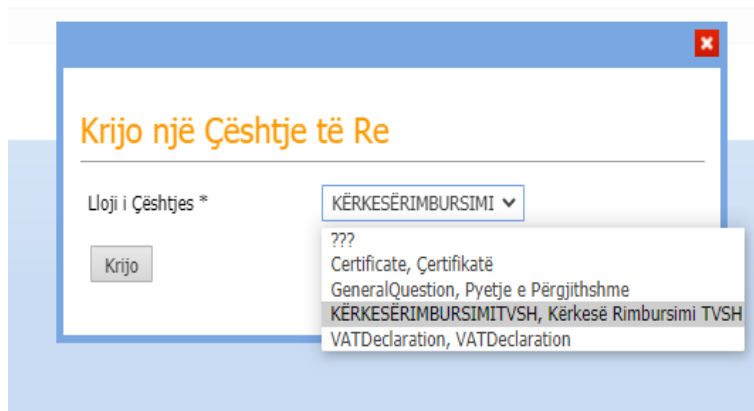 Krijo një Çështje të Re
Lloji i Çështjes * KËRKESËRIMBURSIMI
???
Certificate, Çertifikatë
GeneralQuestion, Pyetje e Përgjithshme
KËRKESËRIMBURSIMITVSH, Kërkesë Rimbursimi TVSH
VATDeclaration, VATDeclaration
Krijo